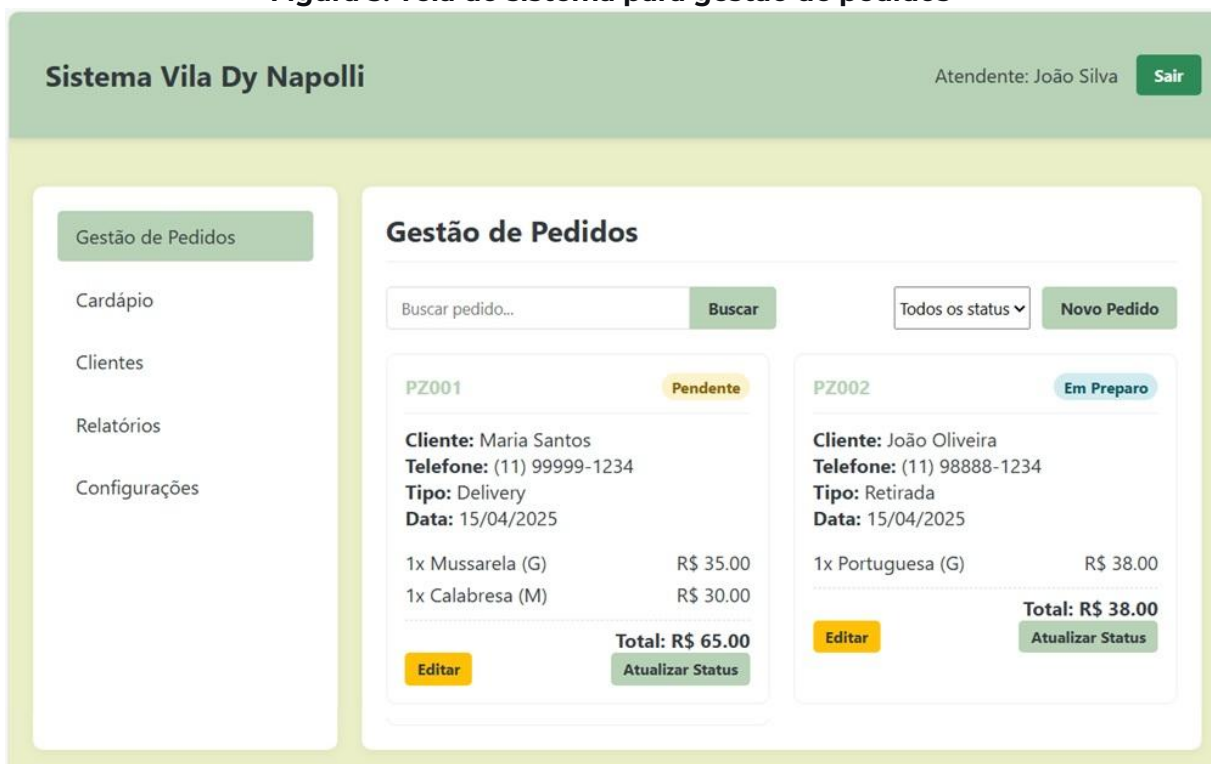 Sistema Vila Dy Napolli
Atendente: João Silva
Sair
Gestão de Pedidos
Cardápio
Clientes
Relatórios
Configurações
Gestão de Pedidos
Buscar pedido...
Buscar
Todos os status
Novo Pedido
PZ001
Pendente
Cliente: Maria Santos
Telefone: (11) 99999-1234
Tipo: Delivery
Data: 15/04/2025
1x Mussarela (G) R$ 35.00
1x Calabresa (M) R$ 30.00
Total: R$ 65.00
Editar
Atualizar Status
PZ002
Em Preparo
Cliente: João Oliveira
Telefone: (11) 98888-1234
Tipo: Retirada
Data: 15/04/2025
1x Portuguesa (G) R$ 38.00
Total: R$ 38.00
Editar
Atualizar Status